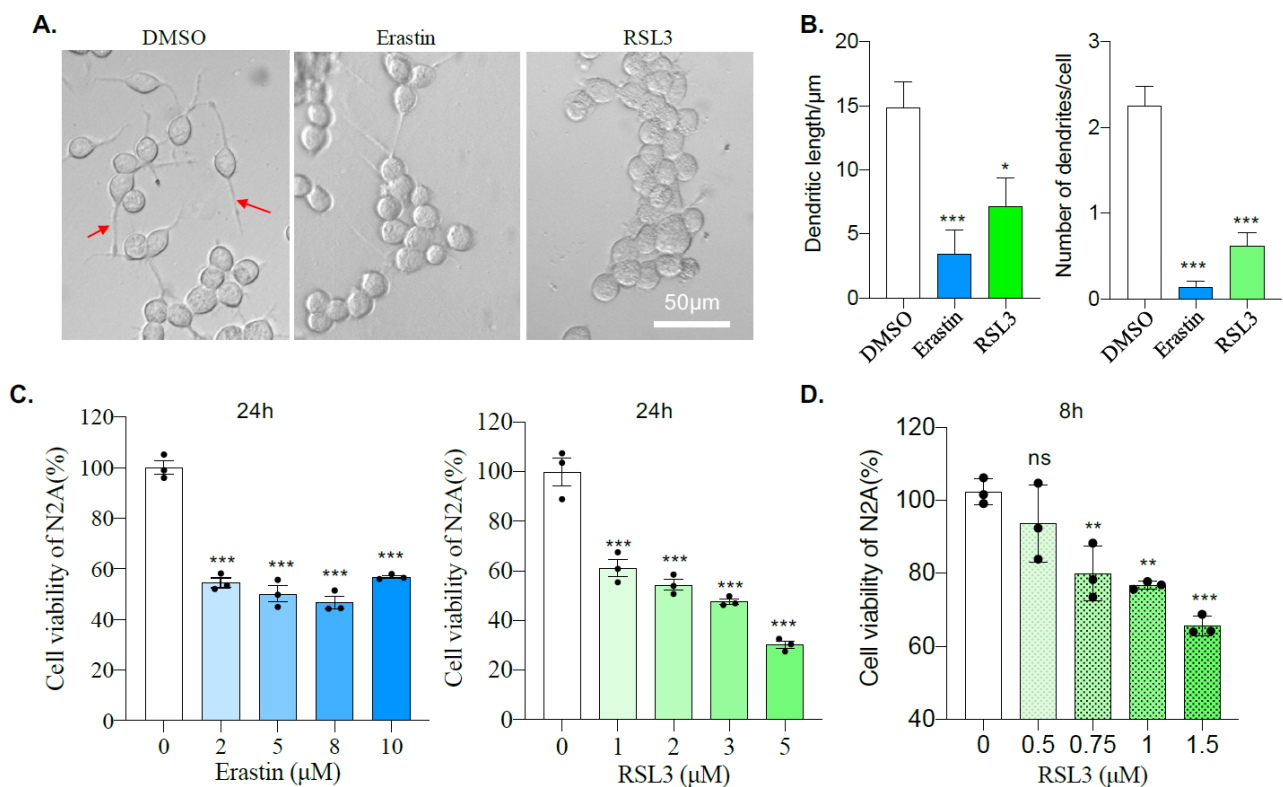 A.
DMSO
Erastin
RSL3
50µm
B.
Dendritic length/µm
20
15
10
5
0
***
*
DMSO
Erastin
RSL3
Number of dendrites/cell
3
2
1
0
***
***
DMSO
Erastin
RSL3
C.
24h
Cell viability of N2A(%)
120
100
80
60
40
20
0
***
***
***
***
0 2 5 8 10
Erastin (µM)
24h
Cell viability of N2A(%)
120
100
80
60
40
20
0
***
***
***
***
0 1 2 3 5
RSL3 (µM)
D.
8h
Cell viability of N2A(%)
120
100
80
60
40
ns
**
**
***
0 0.5 0.75 1 1.5
RSL3 (µM)